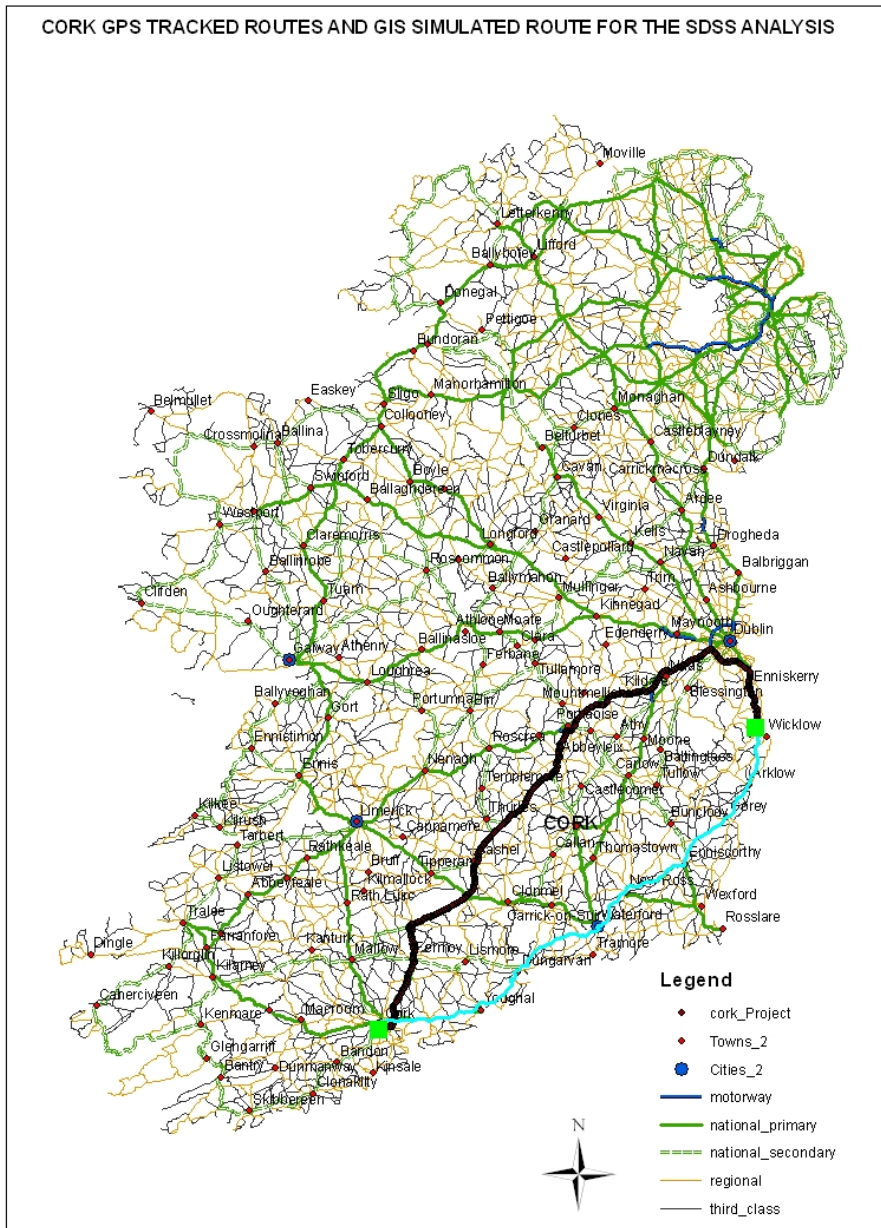 CORK GPS TRACKED ROUTES AND GIS SIMULATED ROUTE FOR THE SDSS ANALYSIS
Moville
Letterkenny
Ballybofey
Lifford
Donegal
Pettigoe
Bundoran
Manorhamilton
Easkey
Sligo
Belmullet
Monaghan
Collooney
Clones
Crossmolina
Ballina
Belturbet
Castleblayney
Tobercurry
Dundalk
Boyle
Cavan
Carrickmacross
Swinford
Ballaghdereen
Virginia
Ardee
Westport
Granard
Claremorris
Longford
Kells
Drogheda
Castlepollard
Navan
Roscommon
Ballinrobe
Balbriggan
Ballymahon
Trim
Clifden
Tuam
Mullingar
Ashbourne
Oughterard
Kinnegad
Athlone
Moate
Maynooth
Dublin
Galway
Athenry
Ballinasloe
Clara
Edenderry
Ferbane
Loughrea
Tullamore
Kildare
Enniskerry
Ballyvaghan
Portumna
Birr
Mountmellic
Blessington
Gort
Portlaoise
Wicklow
Ennistimon
Roscrea
Athy
Abbeyleix
Moone
Baltinglass
Ennis
Nenagh
Carlow
Arklow
Templemore
Castlecomer
Tullow
Kilkee
Thurles
Gorey
Kilrush
Limerick
Bunclody
Tarbert
Cappamore
CORK
Rathkeale
Callan
Thomastown
Enniscorthy
Listowel
Bruff
Tipperary
Cashel
Abbeyfeale
Kilmallock
New Ross
Rath Luirc
Clonmel
Wexford
Carrick-on-Suir
Waterford
Tralee
Rosslare
Farranfore
Dingle
Kanturk
Fermoy
Tramore
Killorglin
Mallow
Lismore
Dungarvan
Killarney
Caherciveen
Kenmare
Macroom
Cork
Youghal
Glengarriff
Bandon
Bantry
Dunmanway
Kinsale
Clonakilty
Skibbereen
Legend
cork_Project
Towns_2
Cities_2
motorway
national_primary
national_secondary
regional
third_class
N